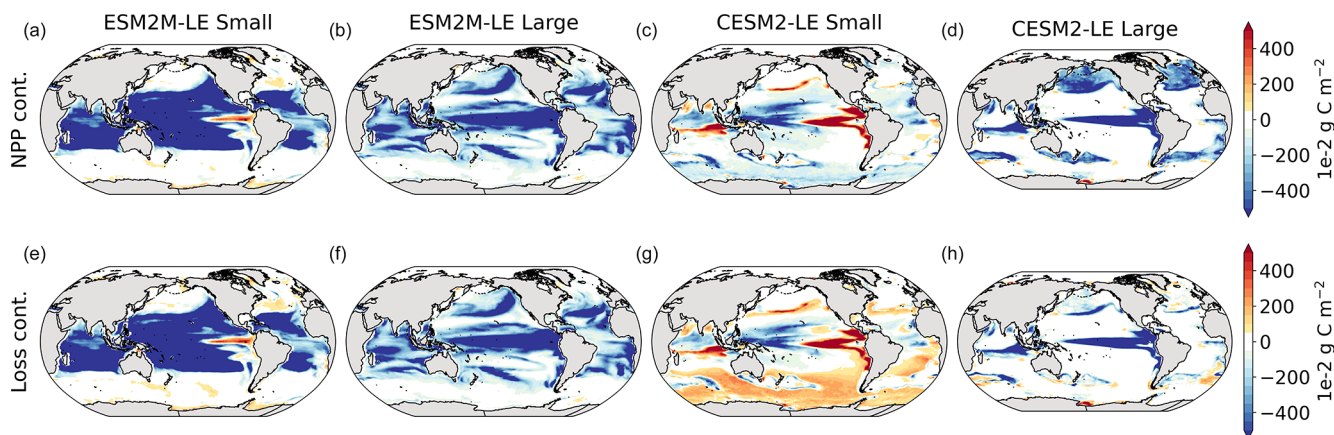 (a) ESM2M-LE Small (b) ESM2M-LE Large (c) CESM2-LE Small (d) CESM2-LE Large
NPP cont.
400
200
0
−200
−400
1e-2 g C m⁻²
(e) (f) (g) (h)
Loss cont.
400
200
0
−200
−400
1e-2 g C m⁻²